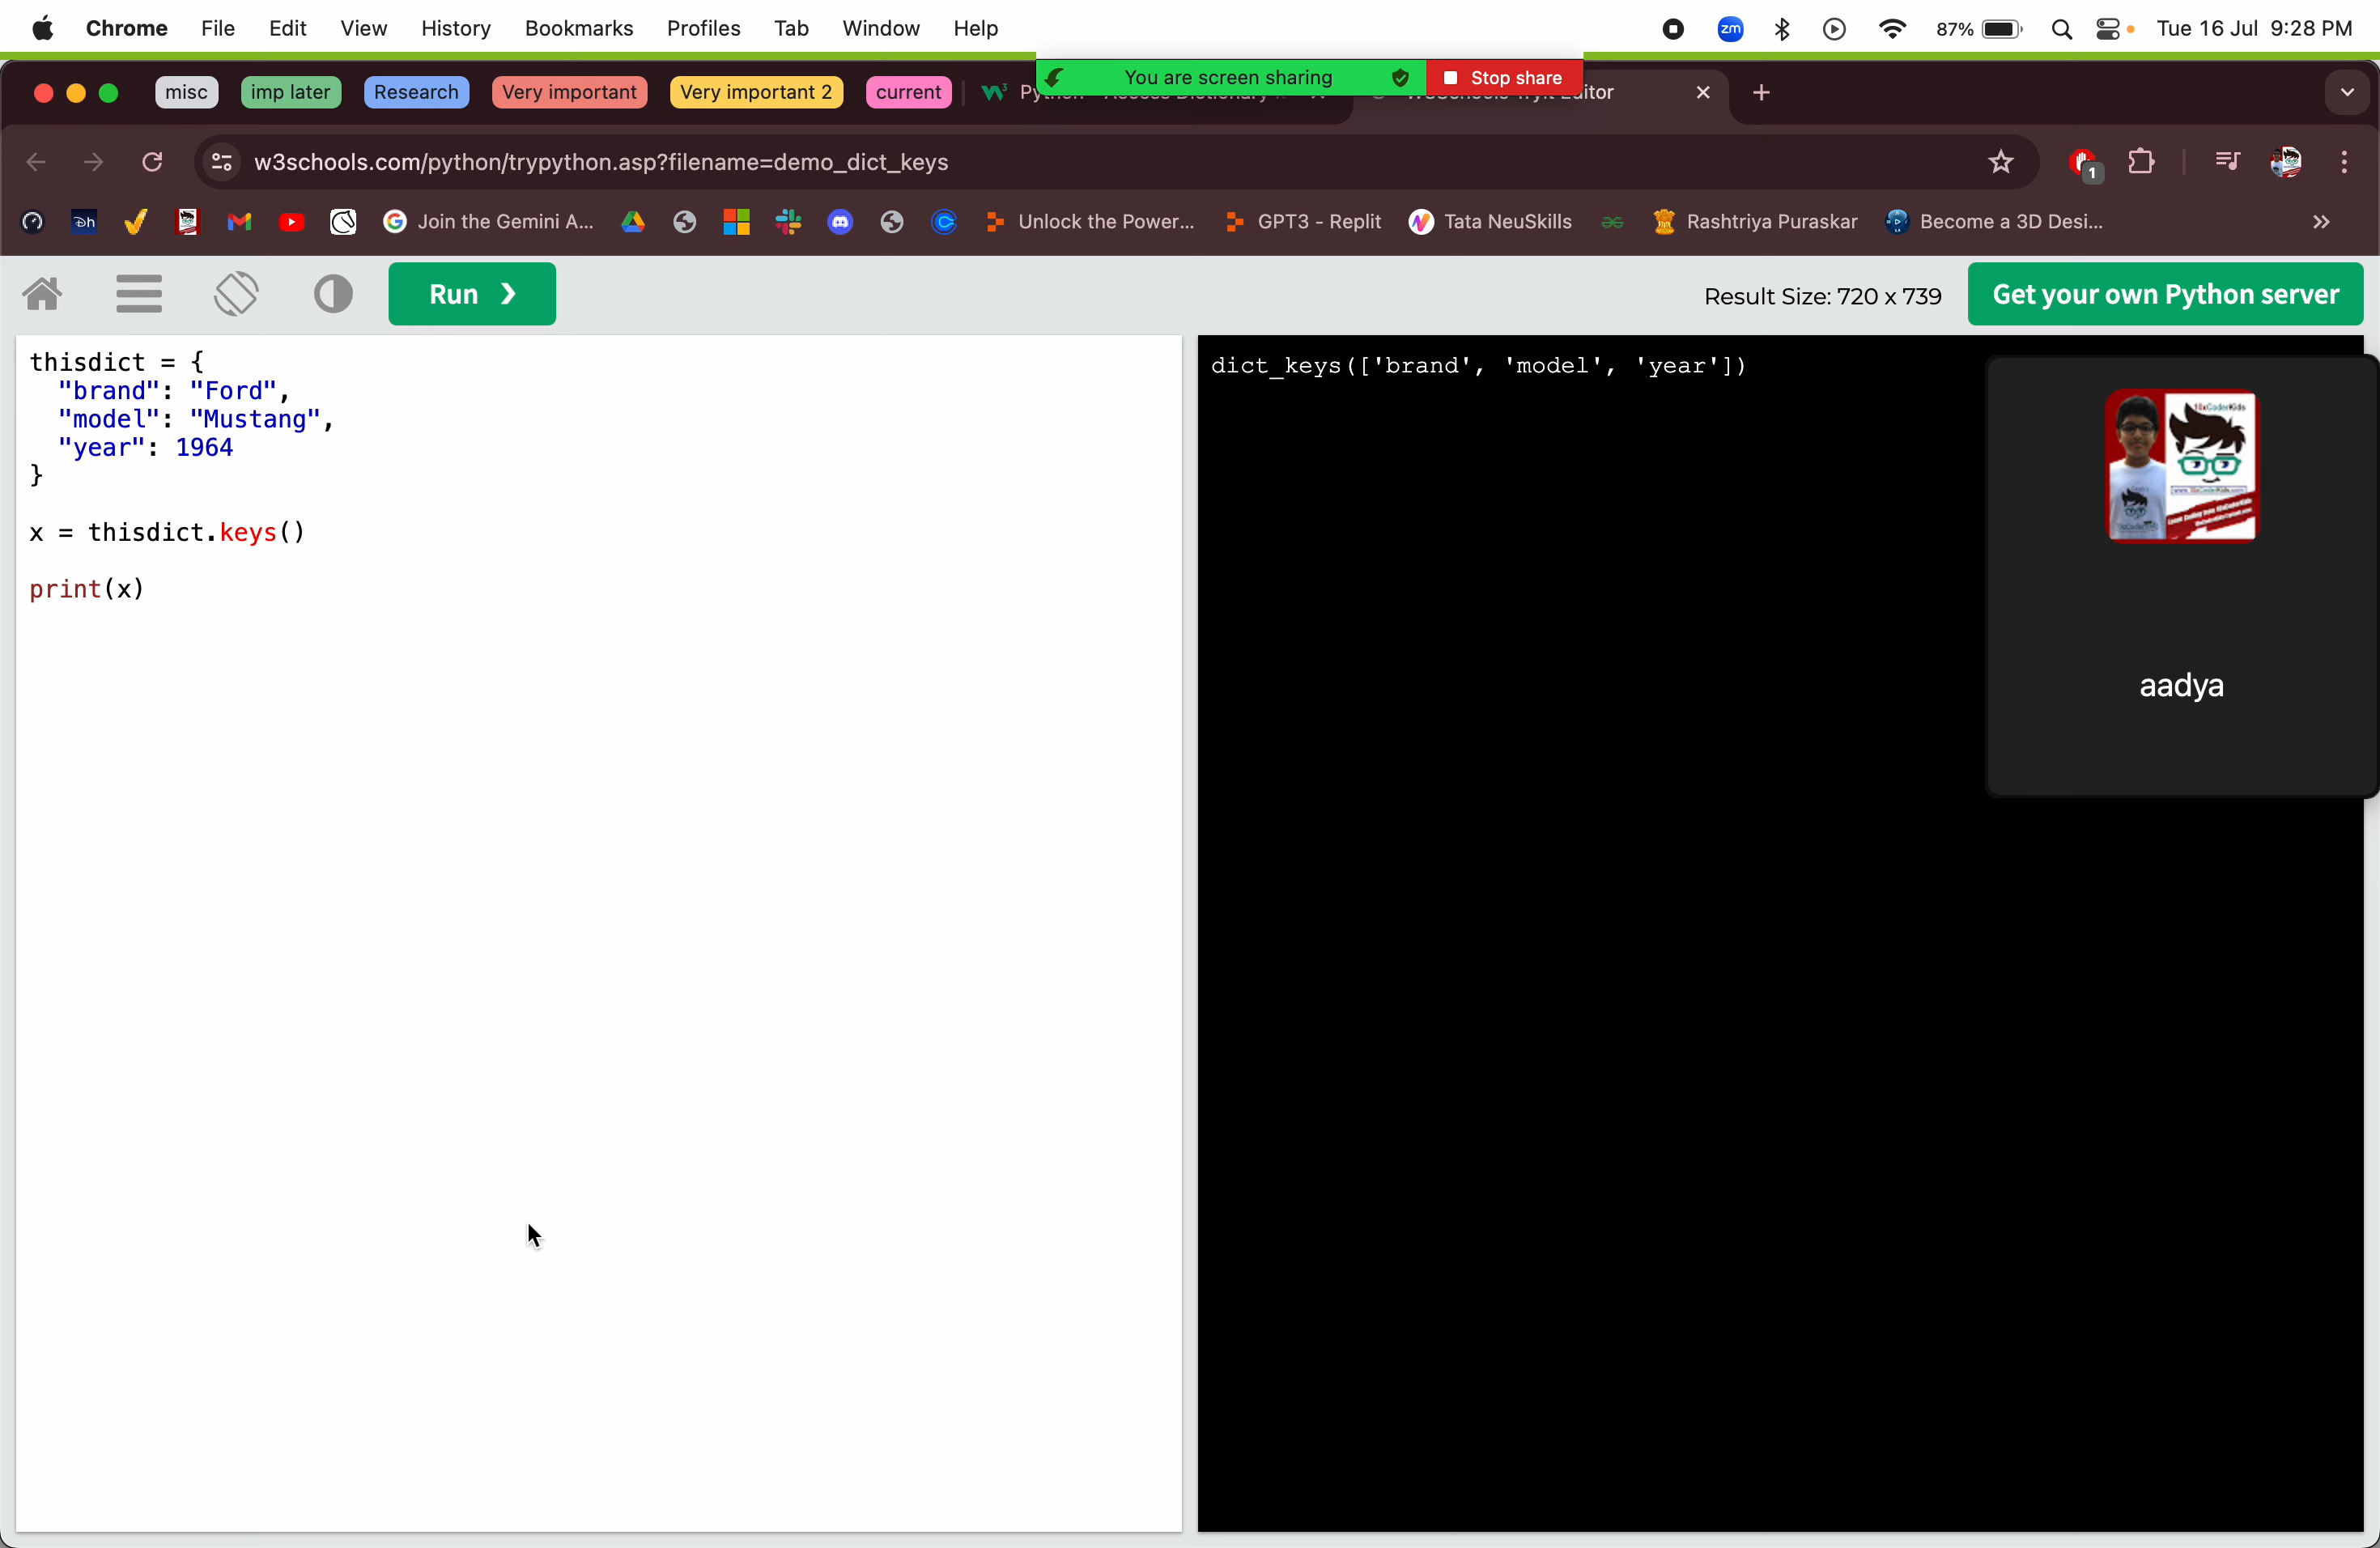 Chrome File Edit View History Bookmarks Profiles Tab Window Help zm 87% Tue 16 Jul 9:28 PM
You are screen sharing Stop share
misc imp later Research Very important Very important 2 current
w3schools.com/python/trypython.asp?filename=demo_dict_keys 1
Join the Gemini A... Unlock the Power... GPT3 - Replit Tata NeuSkills Rashtriya Puraskar Become a 3D Desi...
Run ❯ Result Size: 720 x 739 Get your own Python server
thisdict = {
"brand": "Ford",
"model": "Mustang",
"year": 1964
}
x = thisdict.keys()
print(x)
dict_keys(['brand', 'model', 'year'])
aadya